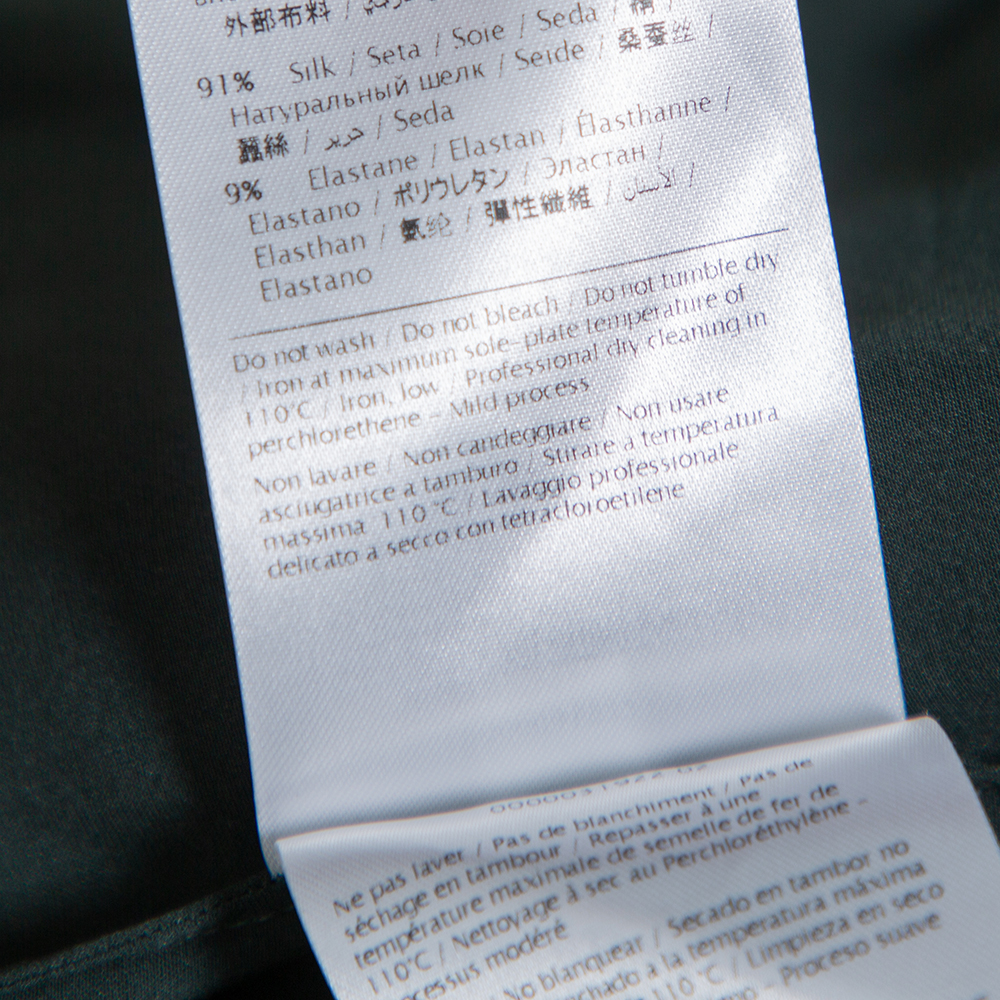 外部布料 /
91% Silk / Seta / Soie / Seda / 絹 /
Натуральный шелк / Seide / 桑蚕丝 /
蠶絲 / حرير / Seda
9% Elastane / Elastan / Élasthanne /
Elastano / ポリウレタン / Эластан /
Elasthan / 氨纶 / 彈性纖維 / الاستان /
Elastano
Do not wash / Do not bleach / Do not tumble dry
/ Iron at maximum sole-plate temperature of
110°C / Iron, low / Professional dry cleaning in
perchlorethene - Mild process
Non lavare / Non candeggiare / Non usare
asciugatrice a tamburo / Stirare a temperatura
massima 110 °C / Lavaggio professionale
delicato a secco con tetracloroetilene
Ne pas laver / Pas de blanchiment / Pas de
séchage en tambour / Repasser à une
température maximale de semelle de fer de
110°C / Nettoyage à sec au Perchloréthylène -
ocessus modéré
No blanquear / Secado en tambor no
nchado a la temperatura máxima
110 °C / Limpieza en seco
- Proceso suave